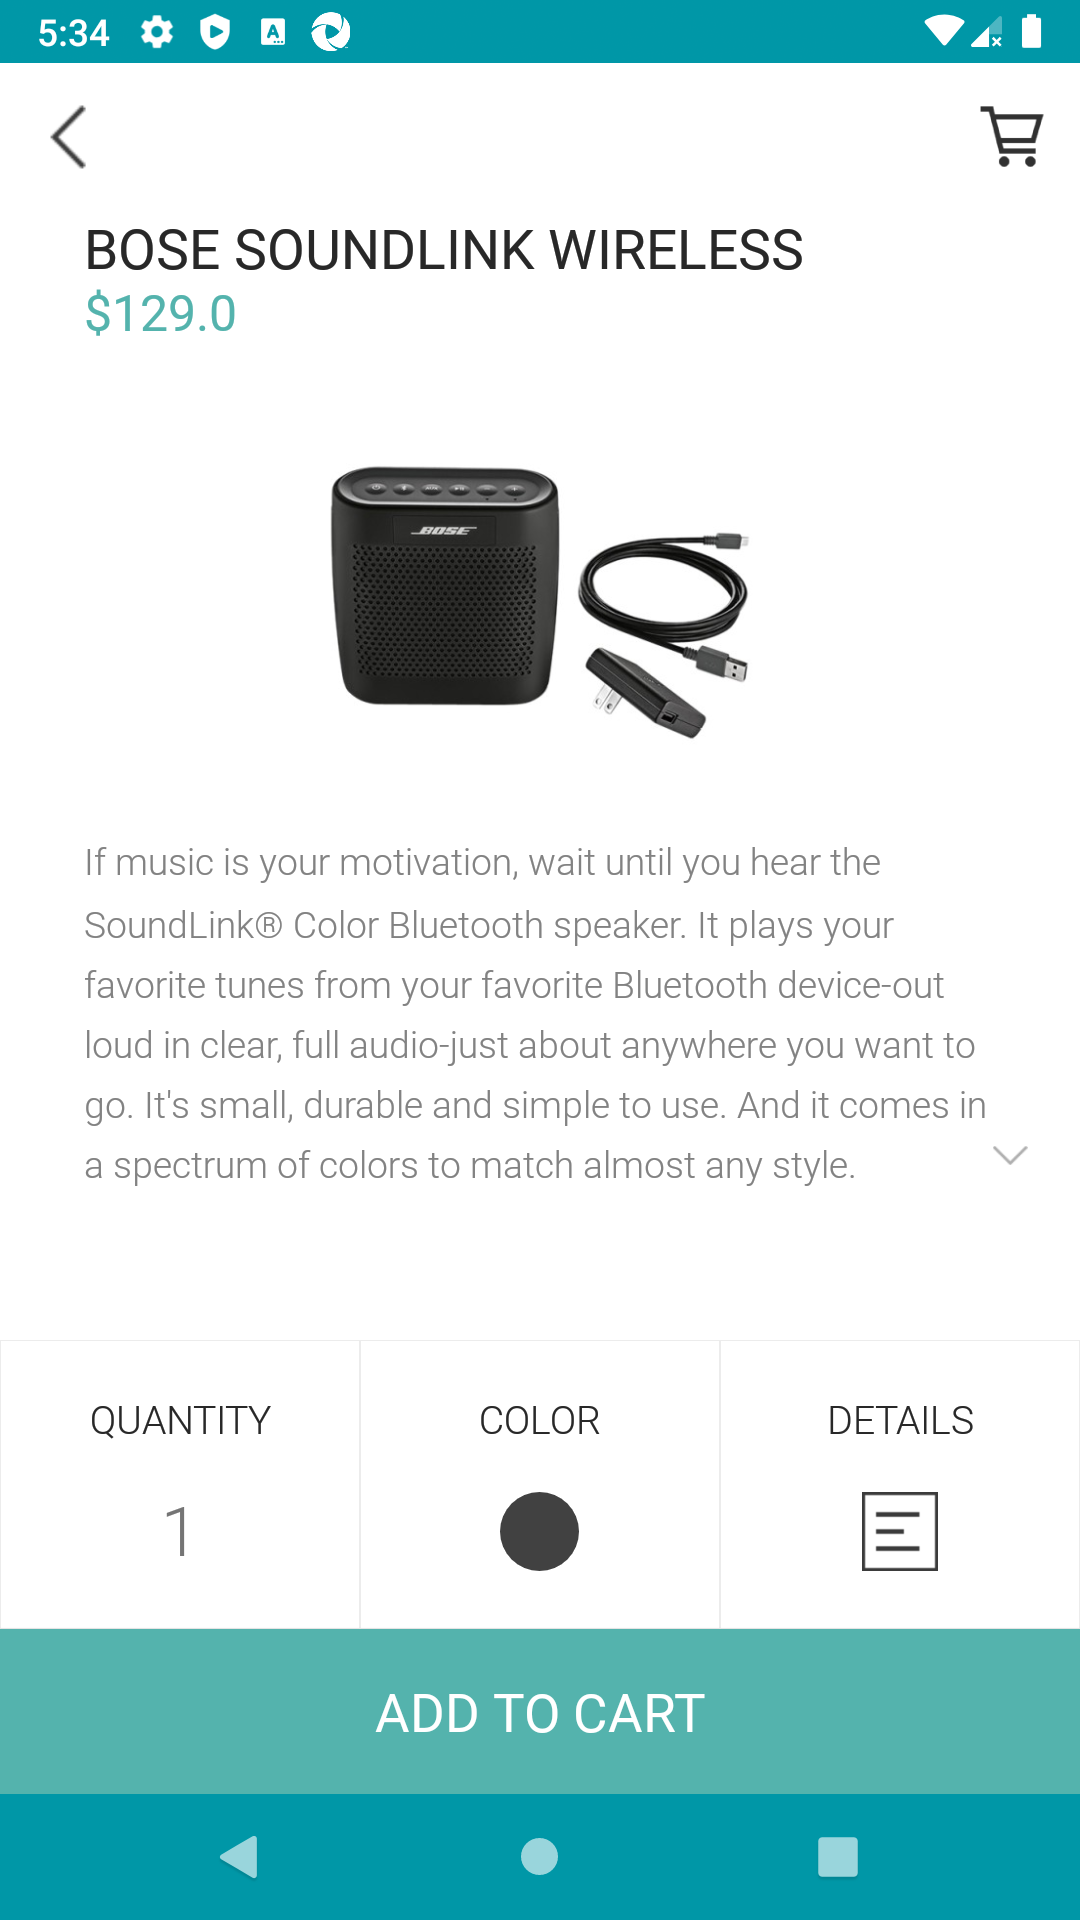 5:34
BOSE SOUNDLINK WIRELESS
$129.0
BOSE
If music is your motivation, wait until you hear the
SoundLink® Color Bluetooth speaker. It plays your
favorite tunes from your favorite Bluetooth device-out
loud in clear, full audio-just about anywhere you want to
go. It's small, durable and simple to use. And it comes in
a spectrum of colors to match almost any style.
QUANTITY COLOR DETAILS
1
ADD TO CART